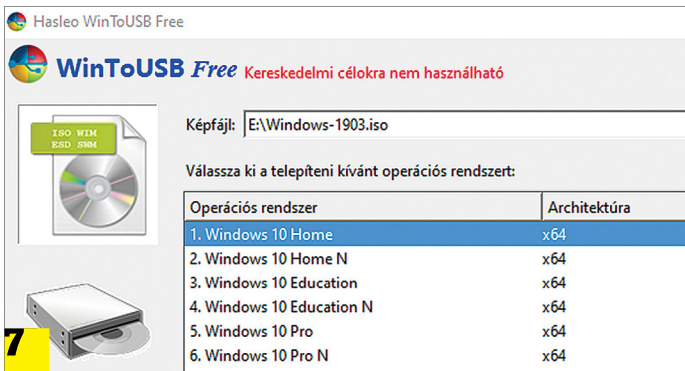 Hasleo WinToUSB Free
WinToUSB Free Kereskedelmi célokra nem használható
ISO WIM
ESD SWM
Képfájl: E:\Windows-1903.iso
Válassza ki a telepíteni kívánt operációs rendszert:
Operációs rendszer Architektúra
1. Windows 10 Home x64
2. Windows 10 Home N x64
3. Windows 10 Education x64
4. Windows 10 Education N x64
5. Windows 10 Pro x64
6. Windows 10 Pro N x64
7